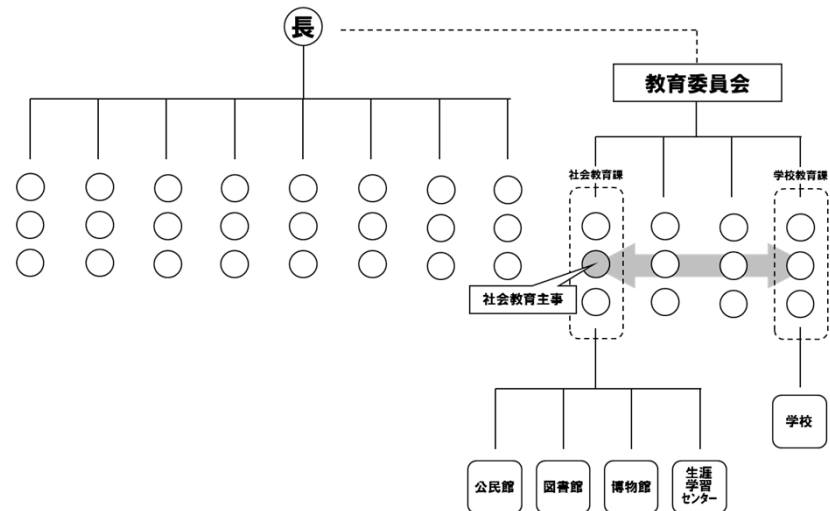 長
教育委員会
社会教育課
学校教育課
社会教育主事
学校
公民館
図書館
博物館
生涯
学習
センター